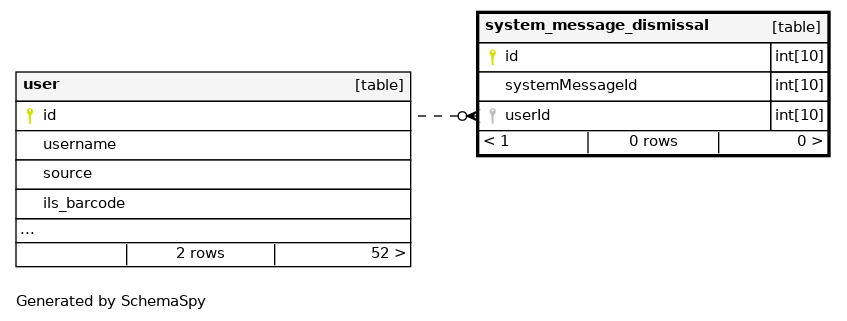 system_message_dismissal [table]
id int[10]
systemMessageId int[10]
userId int[10]
< 1 0 rows 0 >
user [table]
id
username
source
ils_barcode
...
2 rows 52 >
Generated by SchemaSpy